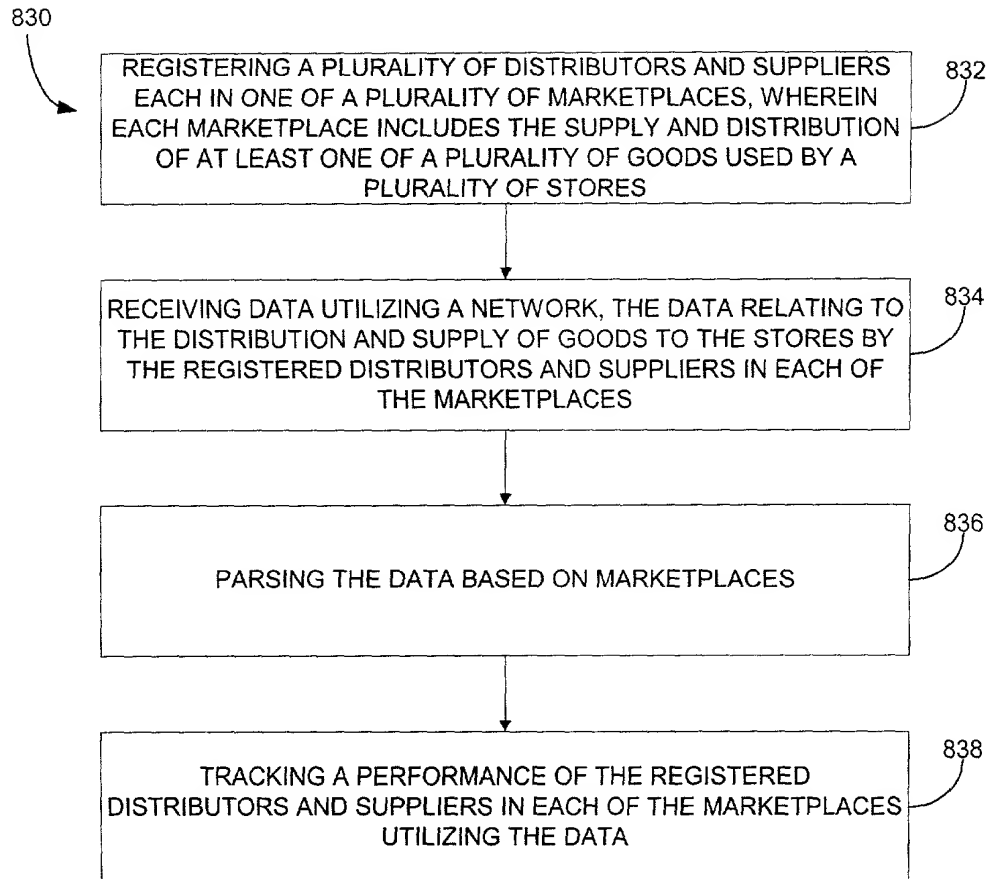 830
REGISTERING A PLURALITY OF DISTRIBUTORS AND SUPPLIERS
EACH IN ONE OF A PLURALITY OF MARKETPLACES, WHEREIN
EACH MARKETPLACE INCLUDES THE SUPPLY AND DISTRIBUTION
OF AT LEAST ONE OF A PLURALITY OF GOODS USED BY A
PLURALITY OF STORES
832
RECEIVING DATA UTILIZING A NETWORK, THE DATA RELATING TO
THE DISTRIBUTION AND SUPPLY OF GOODS TO THE STORES BY
THE REGISTERED DISTRIBUTORS AND SUPPLIERS IN EACH OF
THE MARKETPLACES
834
PARSING THE DATA BASED ON MARKETPLACES
836
TRACKING A PERFORMANCE OF THE REGISTERED
DISTRIBUTORS AND SUPPLIERS IN EACH OF THE MARKETPLACES
UTILIZING THE DATA
838